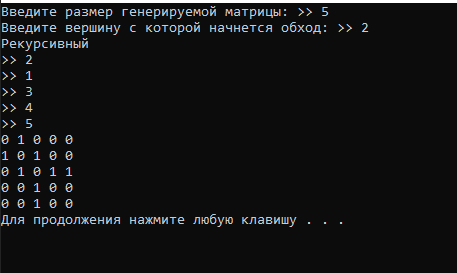 Введите размер генерируемой матрицы: >> 5
Введите вершину с которой начнется обход: >> 2
Рекурсивный
>> 2
>> 1
>> 3
>> 4
>> 5
0 1 0 0 0
1 0 1 0 0
0 1 0 1 1
0 0 1 0 0
0 0 1 0 0
Для продолжения нажмите любую клавишу . . .